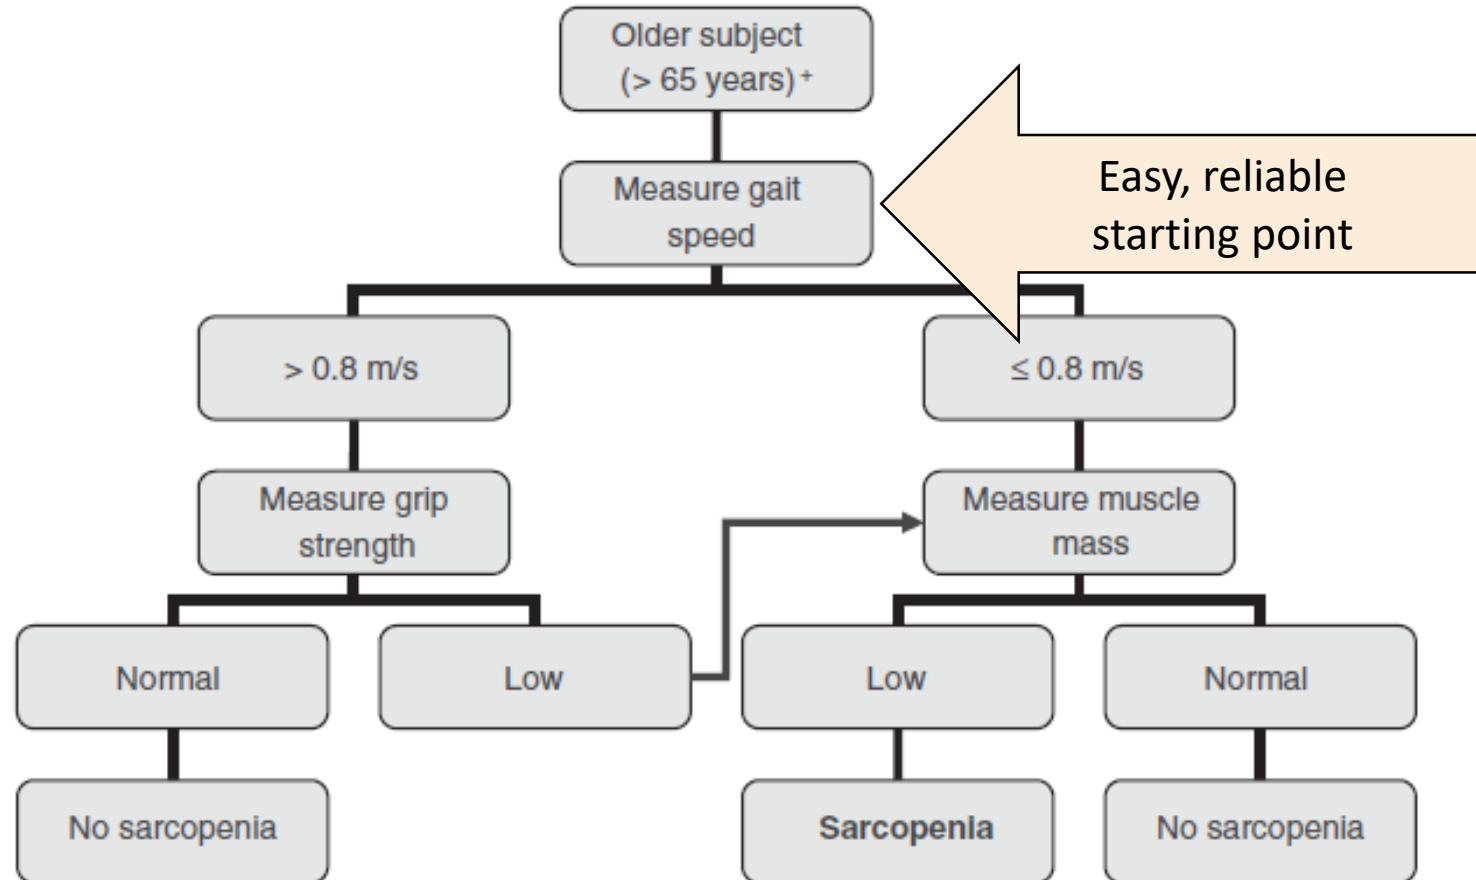 Older subject
(> 65 years)+
Measure gait
speed
Easy, reliable
starting point
> 0.8 m/s
≤ 0.8 m/s
Measure grip
strength
Measure muscle
mass
Normal
Low
Low
Normal
No sarcopenia
Sarcopenia
No sarcopenia